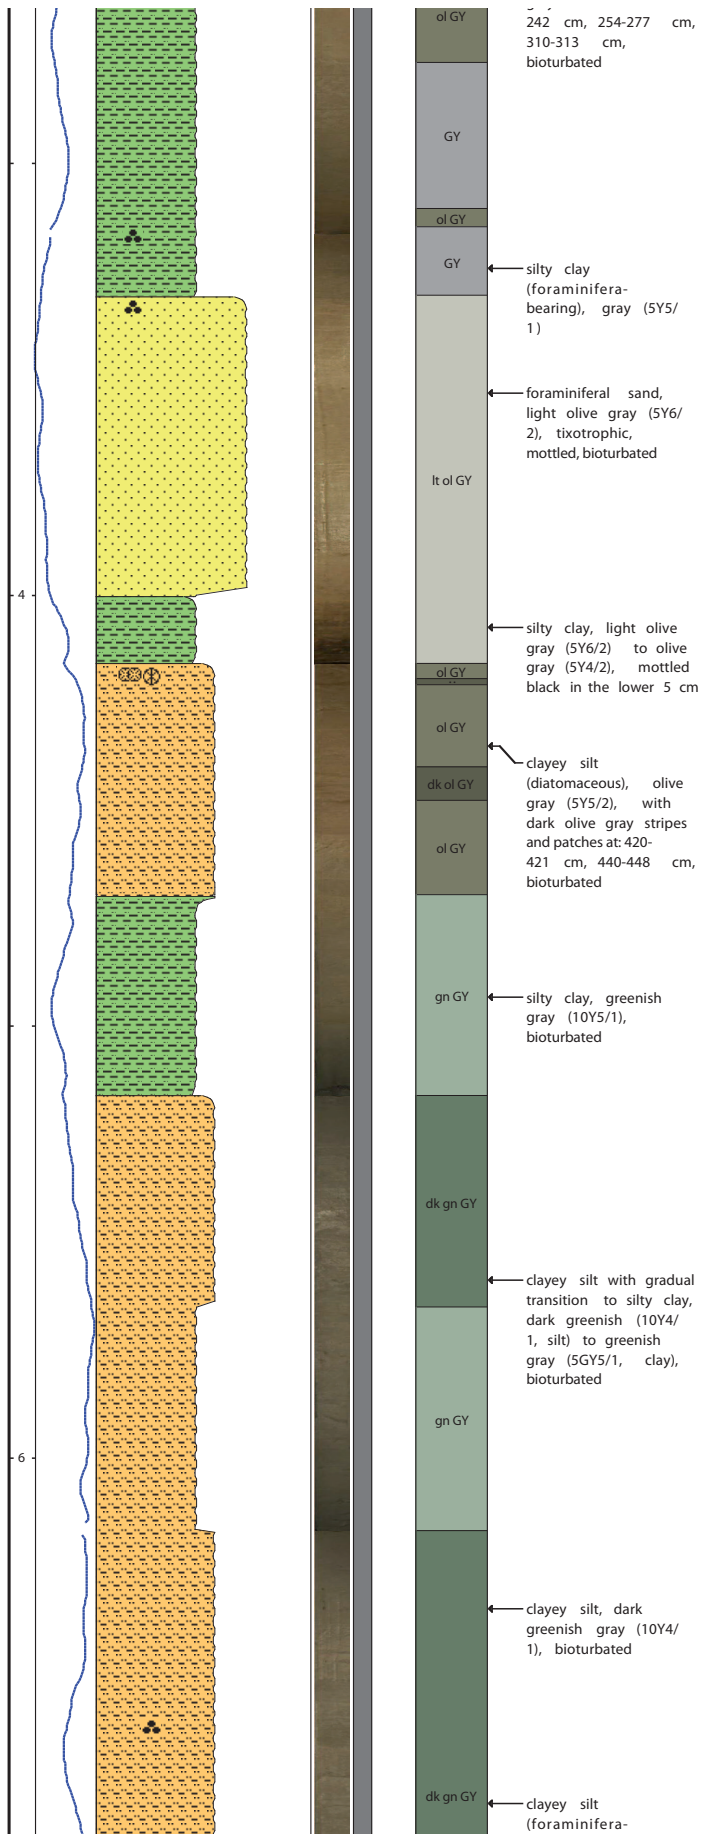 ol GY
242 cm, 254-277 cm,
310-313 cm,
bioturbated
GY
ol GY
GY
silty clay
(foraminifera-
bearing), gray (5Y5/
1)
foraminiferal sand,
light olive gray (5Y6/
2), tixotrophic,
mottled, bioturbated
lt ol GY
4
silty clay, light olive
gray (5Y6/2) to olive
gray (5Y4/2), mottled
black in the lower 5 cm
ol GY
ol GY
clayey silt
(diatomaceous), olive
gray (5Y5/2), with
dark olive gray stripes
and patches at: 420-
421 cm, 440-448 cm,
bioturbated
dk ol GY
ol GY
gn GY
silty clay, greenish
gray (10Y5/1),
bioturbated
dk gn GY
clayey silt with gradual
transition to silty clay,
dark greenish (10Y4/
1, silt) to greenish
gray (5GY5/1, clay),
bioturbated
gn GY
6
clayey silt, dark
greenish gray (10Y4/
1), bioturbated
dk gn GY
clayey silt
(foraminifera-